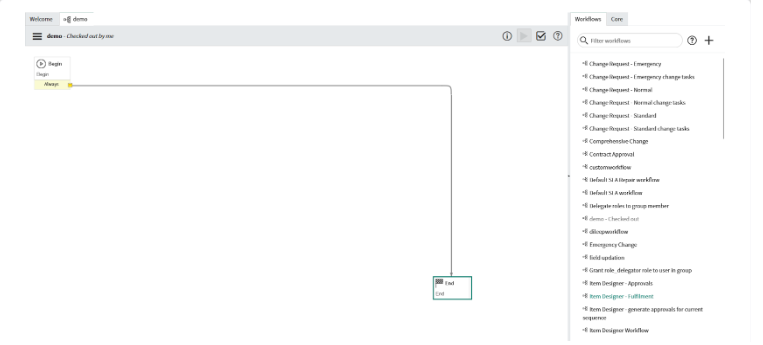 Welcome
demo
Workflows
Core
demo - Checked out by me
Filter workflows
Begin
Begin
Always
End
End
Change Request - Emergency
Change Request - Emergency change tasks
Change Request - Normal
Change Request - Normal change tasks
Change Request - Standard
Change Request - Standard change tasks
Comprehensive Change
Contract Approval
customworkflow
Default SLA Repair workflow
Default SLA workflow
Delegate roles to group member
demo - Checked out
dileepworkflow
Emergency Change
field updation
Grant role_delegator role to user in group
Item Designer - Approvals
Item Designer - Fulfilment
Item Designer - generate approvals for current
sequence
Item Designer Workflow